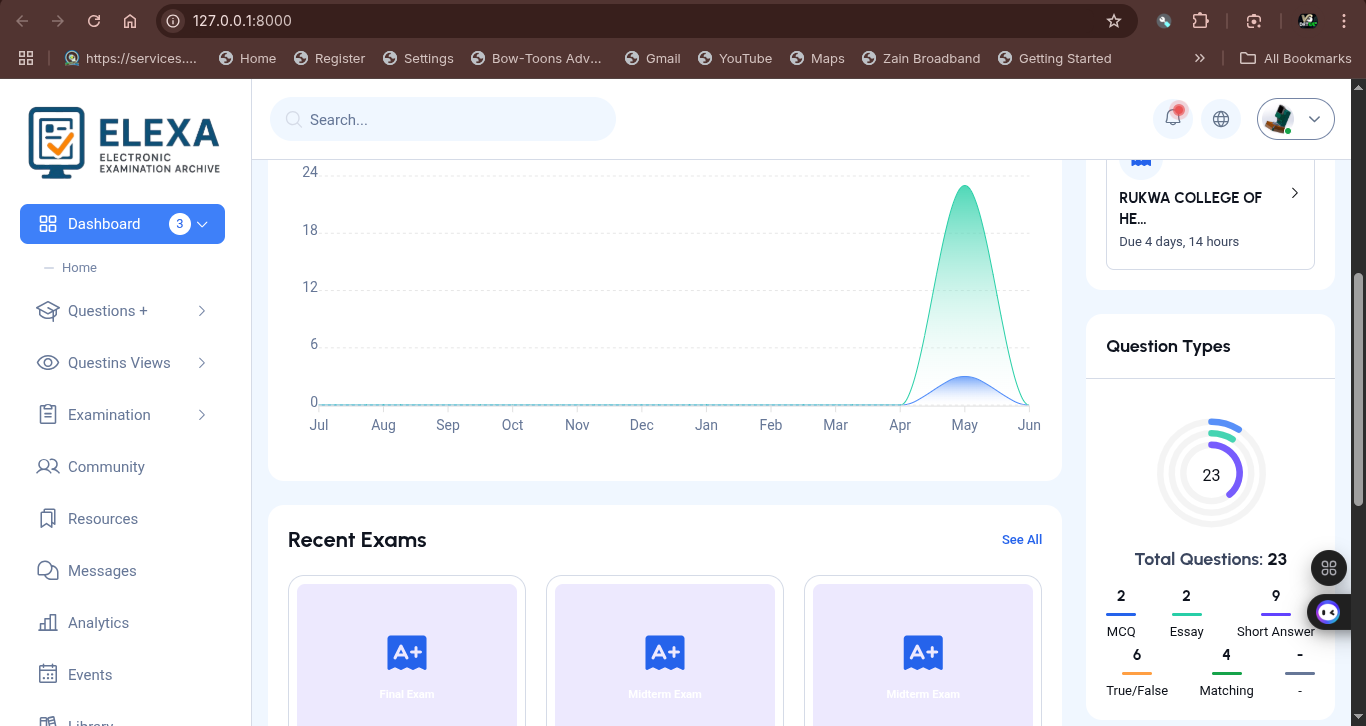 127.0.0.1:8000
https://services....
Home
Register
Settings
Bow-Toons Adv...
Gmail
YouTube
Maps
Zain Broadband
Getting Started
All Bookmarks
ELEXA
ELECTRONIC
EXAMINATION ARCHIVE
Dashboard 3
Home
Questions +
Questins Views
Examination
Community
Resources
Messages
Analytics
Events
Library
Search...
24
18
12
6
0
Jul Aug Sep Oct Nov Dec Jan Feb Mar Apr May Jun
Recent Exams
See All
A+
Final Exam
A+
Midterm Exam
A+
Midterm Exam
RUKWA COLLEGE OF
HE...
Due 4 days, 14 hours
Question Types
23
Total Questions: 23
2 2 9
MCQ Essay Short Answer
6 4 -
True/False Matching -